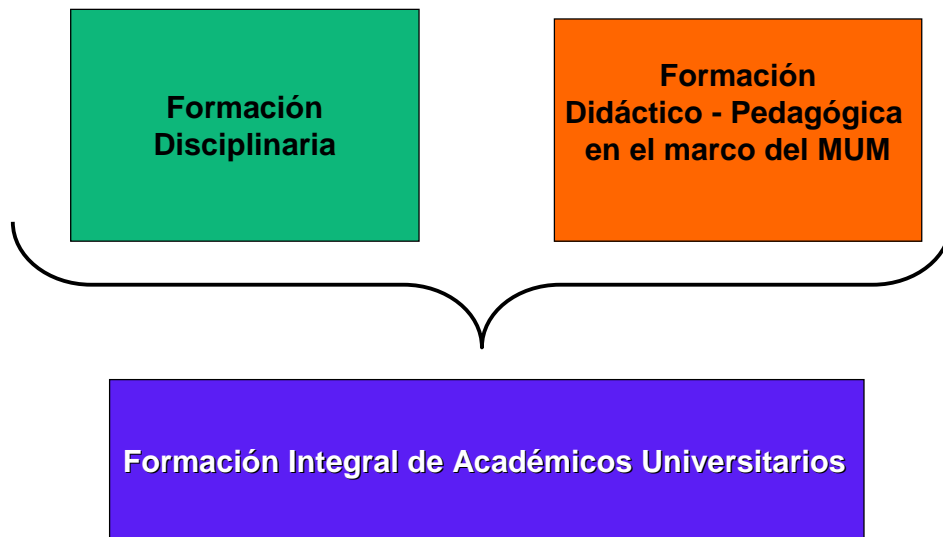 Formación
Disciplinaria
Formación
Didáctico - Pedagógica
en el marco del MUM
Formación Integral de Académicos Universitarios